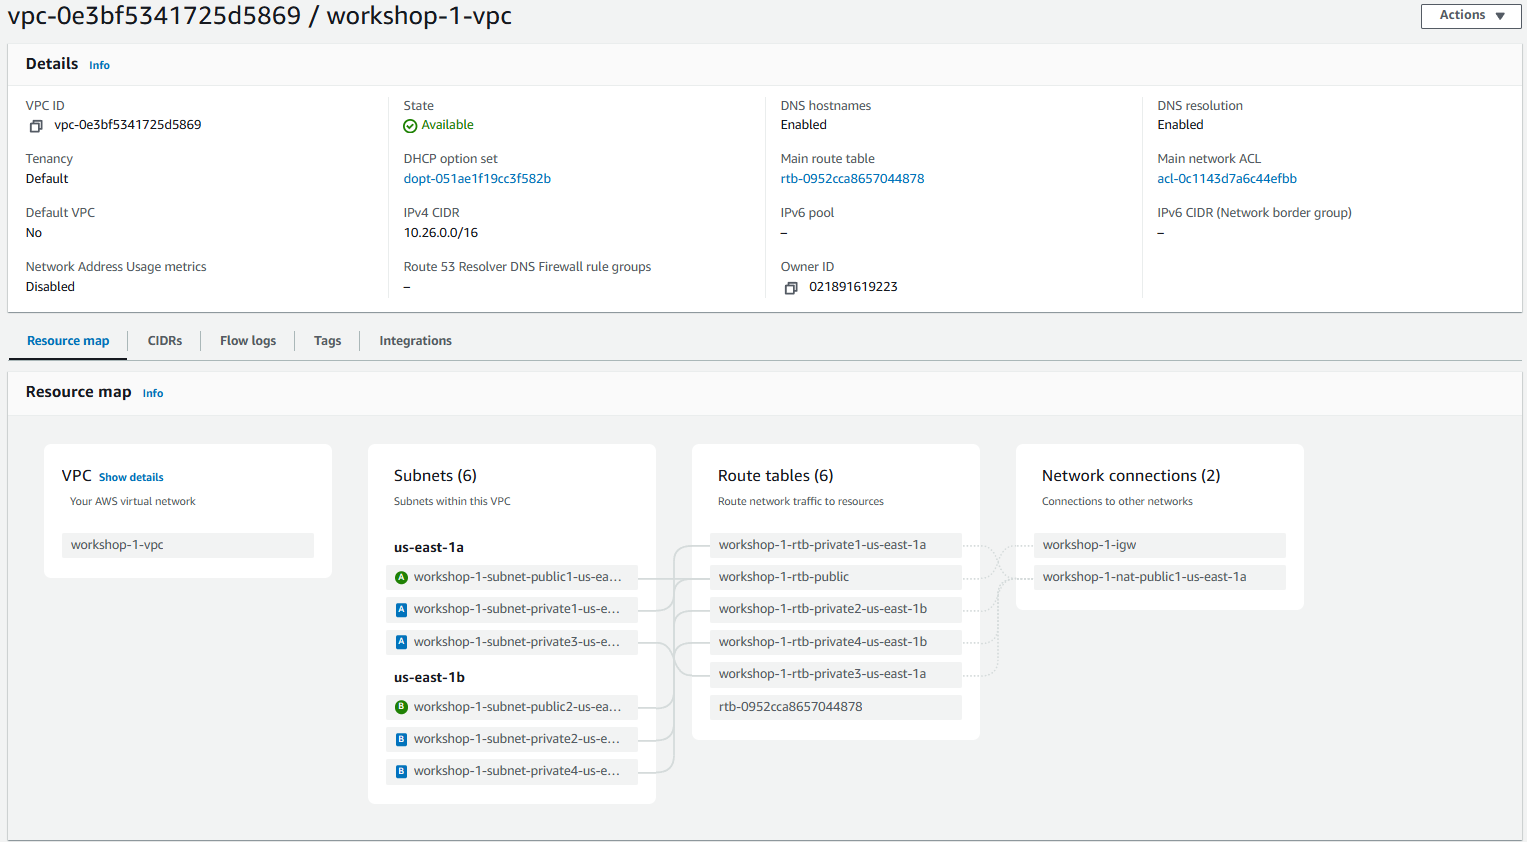 vpc-0e3bf5341725d5869 / workshop-1-vpc
Actions
Details Info
VPC ID
vpc-0e3bf5341725d5869
State
Available
DNS hostnames
Enabled
DNS resolution
Enabled
Tenancy
Default
DHCP option set
dopt-051ae1f19cc3f582b
Main route table
rtb-0952cca8657044878
Main network ACL
acl-0c1143d7a6c44efbb
Default VPC
No
IPv4 CIDR
10.26.0.0/16
IPv6 pool
–
IPv6 CIDR (Network border group)
–
Network Address Usage metrics
Disabled
Route 53 Resolver DNS Firewall rule groups
–
Owner ID
021891619223
Resource map
CIDRs
Flow logs
Tags
Integrations
Resource map Info
VPC Show details
Your AWS virtual network
workshop-1-vpc
Subnets (6)
Subnets within this VPC
us-east-1a
A workshop-1-subnet-public1-us-ea...
A workshop-1-subnet-private1-us-e...
A workshop-1-subnet-private3-us-e...
us-east-1b
B workshop-1-subnet-public2-us-ea...
B workshop-1-subnet-private2-us-e...
B workshop-1-subnet-private4-us-e...
Route tables (6)
Route network traffic to resources
workshop-1-rtb-private1-us-east-1a
workshop-1-rtb-public
workshop-1-rtb-private2-us-east-1b
workshop-1-rtb-private4-us-east-1b
workshop-1-rtb-private3-us-east-1a
rtb-0952cca8657044878
Network connections (2)
Connections to other networks
workshop-1-igw
workshop-1-nat-public1-us-east-1a